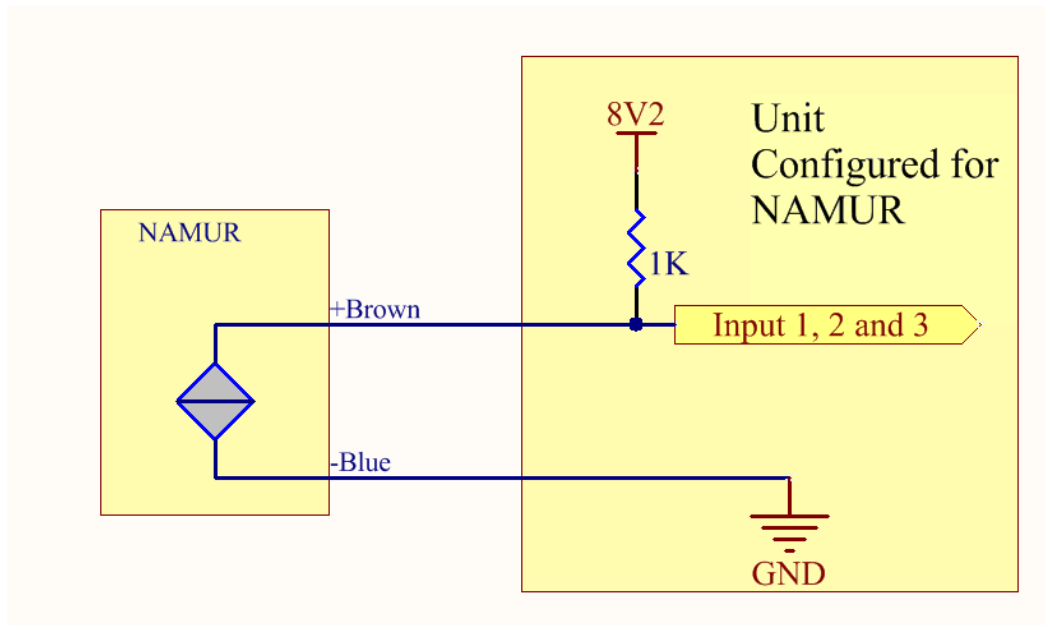 8V2
Unit
Configured for
NAMUR
NAMUR
1K
+Brown
Input 1, 2 and 3
-Blue
GND